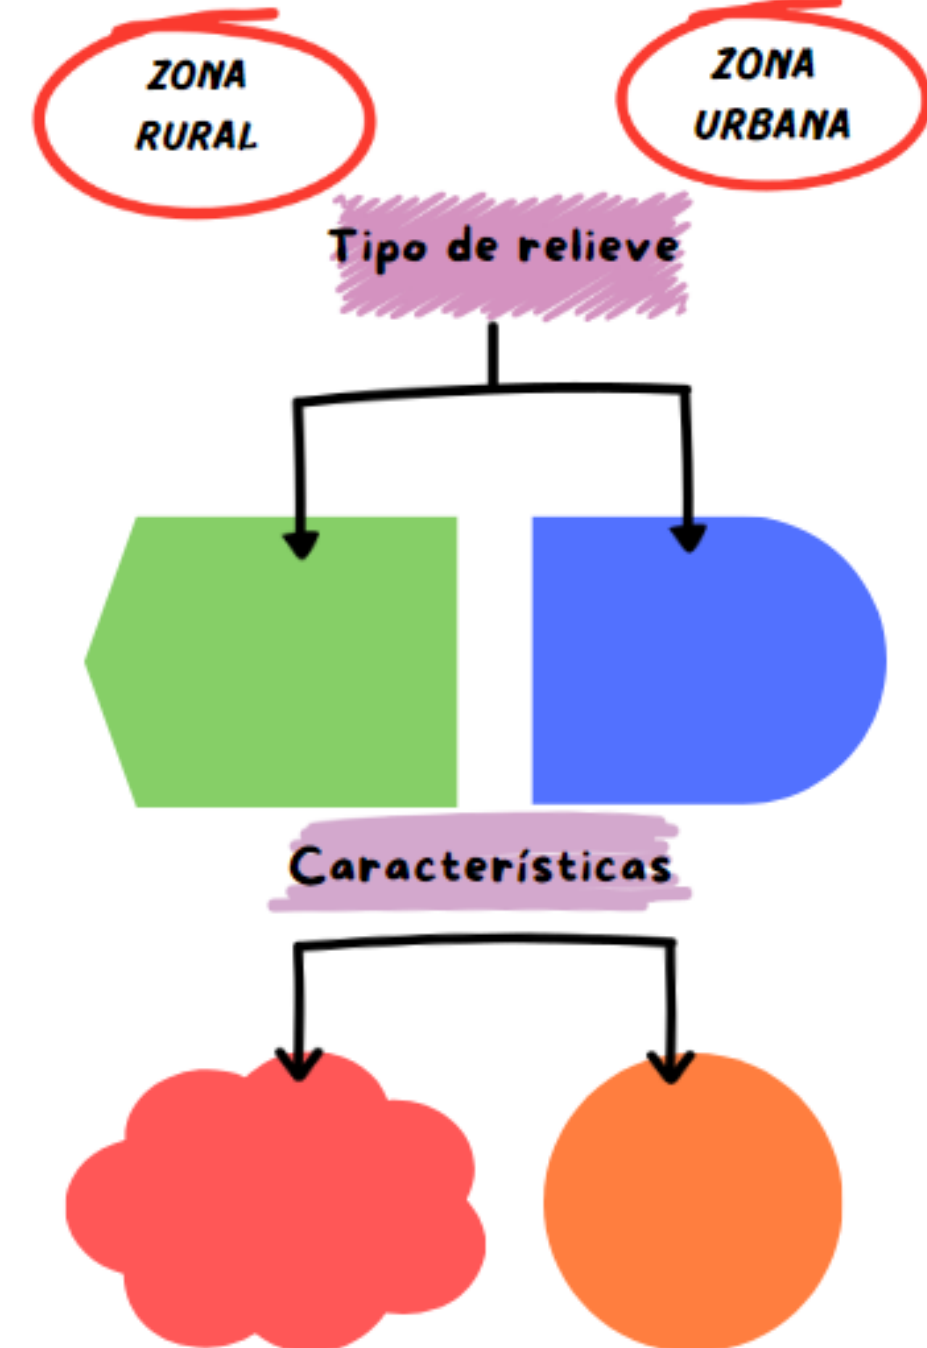 ZONA
RURAL
ZONA
URBANA
Tipo de relieve
Características